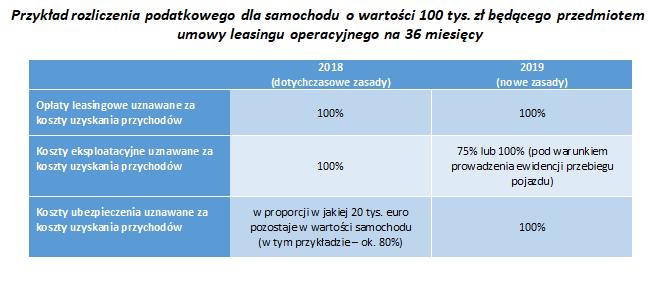 Przykład rozliczenia podatkowego dla samochodu o wartości 100 tys. zł będącego przedmiotem
umowy leasingu operacyjnego na 36 miesięcy
2018
(dotychczasowe zasady)
2019
(nowe zasady)
Opłaty leasingowe uznawane za
koszty uzyskania przychodów
100%
100%
Koszty eksploatacyjne uznawane za
koszty uzyskania przychodów
100%
75% lub 100% (pod warunkiem
prowadzenia ewidencji przebiegu
pojazdu)
Koszty ubezpieczenia uznawane za
koszty uzyskania przychodów
w proporcji w jakiej 20 tys. euro
pozostaje w wartości samochodu
(w tym przykładzie – ok. 80%)
100%